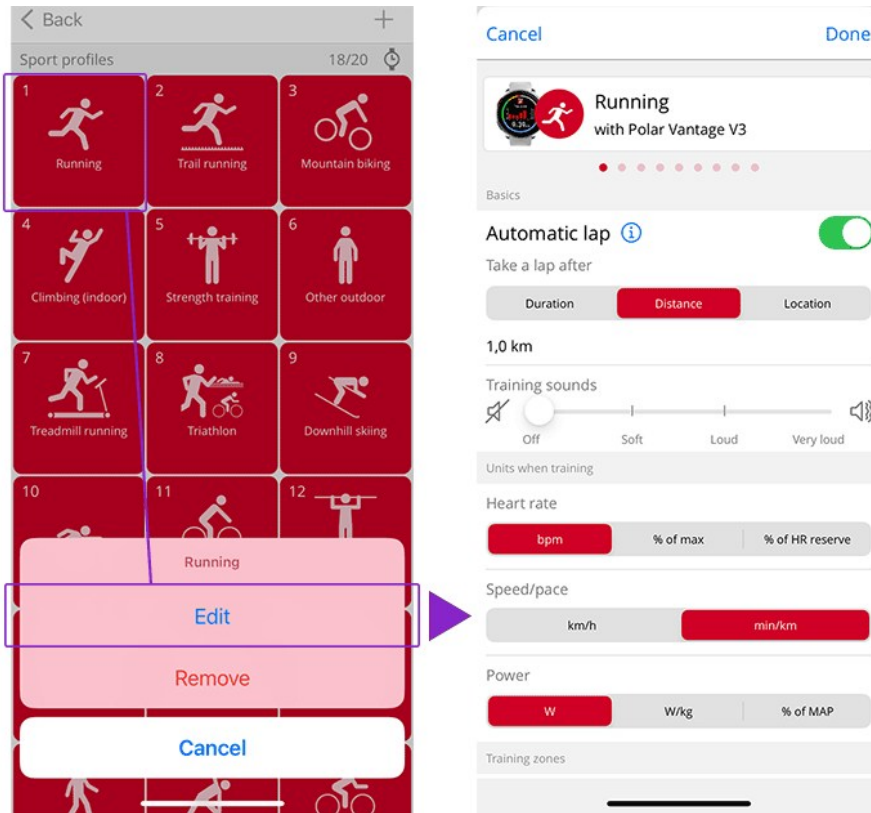 Back
Sport profiles 18/20
1 2 3
Running Trail running Mountain biking
4 5 6
Climbing (indoor) Strength training Other outdoor
7 8 9
Treadmill running Triathlon Downhill skiing
10 11 12
Running
Edit
Remove
Cancel
Cancel Done
Running
with Polar Vantage V3
Basics
Automatic lap
Take a lap after
Duration Distance Location
1,0 km
Training sounds
Off Soft Loud Very loud
Units when training
Heart rate
bpm % of max % of HR reserve
Speed/pace
km/h min/km
Power
W W/kg % of MAP
Training zones